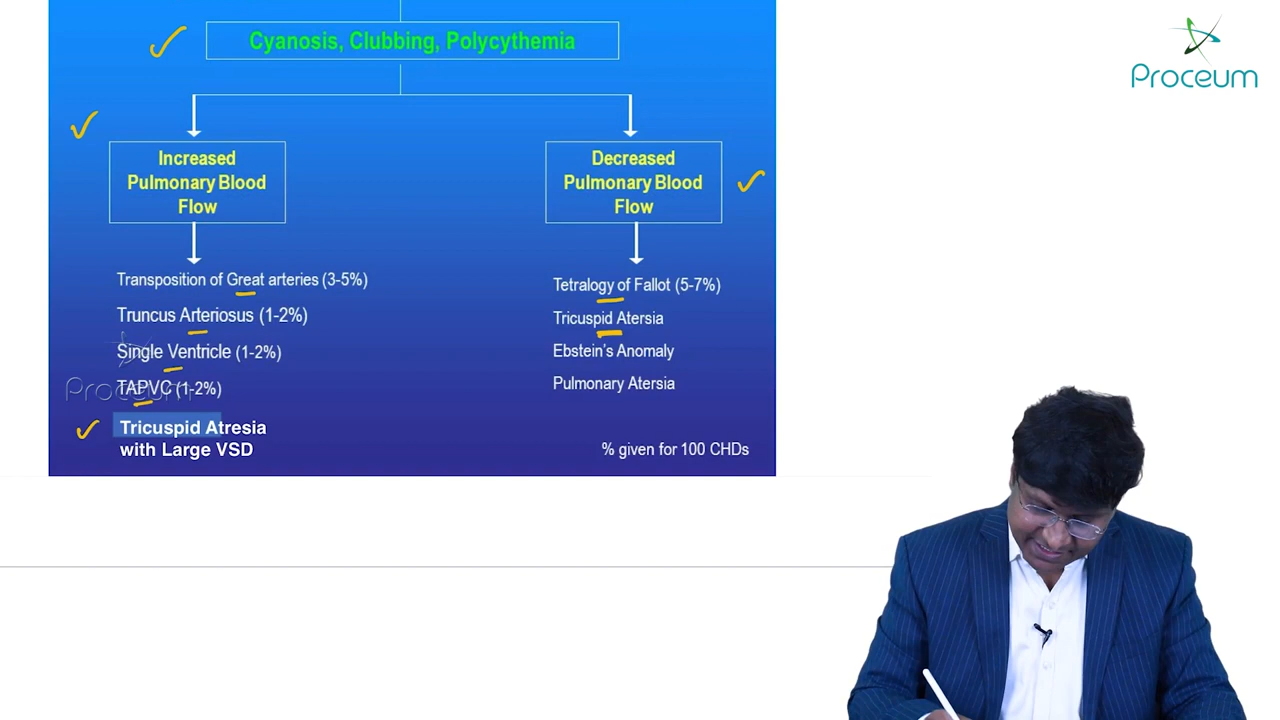 Cyanosis, Clubbing, Polycythemia
Proceum
Increased
Pulmonary Blood
Flow
Decreased
Pulmonary Blood
Flow
Transposition of Great arteries (3-5%)
Truncus Arteriosus (1-2%)
Single Ventricle (1-2%)
TAPVC (1-2%)
Proceum
Tricuspid Atresia
with Large VSD
Tetralogy of Fallot (5-7%)
Tricuspid Atersia
Ebstein's Anomaly
Pulmonary Atersia
% given for 100 CHDs